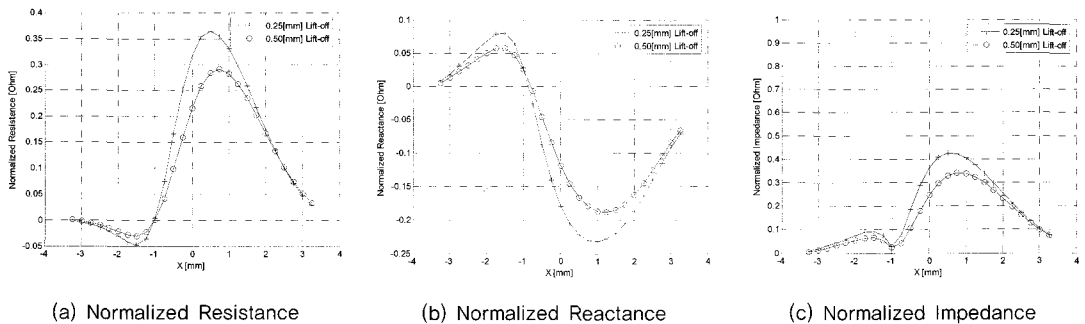 0.4
0.35
0.3
0.25
0.2
0.15
0.1
0.05
0
-0.05
Normalized Resistance [Ohm]
0.25[mm] Lift-off
0.50[mm] Lift-off
-4 -3 -2 -1 0 1 2 3 4
X [mm]
(a) Normalized Resistance
0.1
0.05
0
-0.05
-0.1
-0.15
-0.2
-0.25
Normalized Reactance [Ohm]
0.25[mm] Lift-off
0.50[mm] Lift-off
-4 -3 -2 -1 0 1 2 3 4
X [mm]
(b) Normalized Reactance
1
0.9
0.8
0.7
0.6
0.5
0.4
0.3
0.2
0.1
0
Normalized Impedance [Ohm]
0.25[mm] Lift-off
0.50[mm] Lift-off
-4 -3 -2 -1 0 1 2 3 4
X [mm]
(c) Normalized Impedance